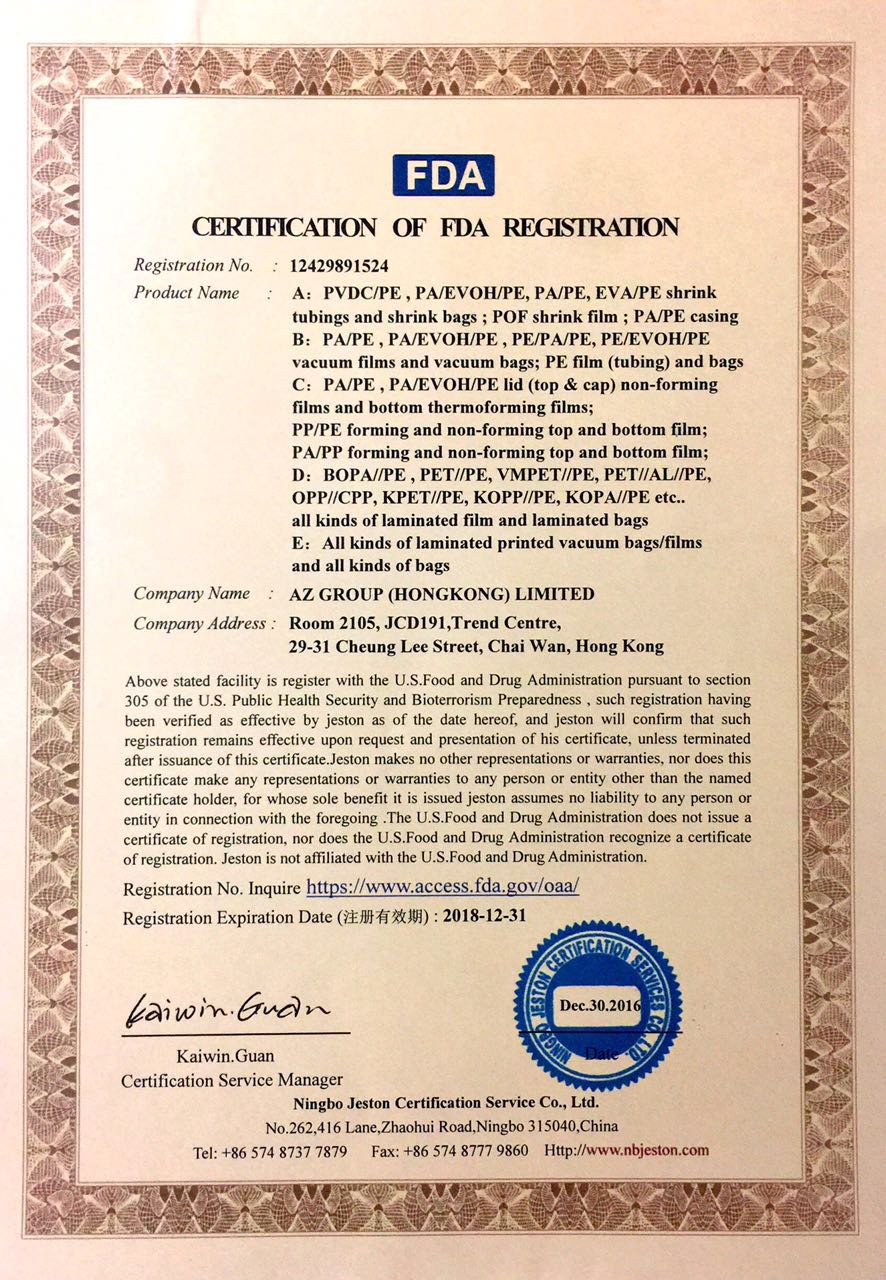 FDA
CERTIFICATION OF FDA REGISTRATION
Registration No. : 12429891524
Product Name : A: PVDC/PE , PA/EVOH/PE, PA/PE, EVA/PE shrink
tubings and shrink bags ; POF shrink film ; PA/PE casing
B: PA/PE , PA/EVOH/PE , PE/PA/PE, PE/EVOH/PE
vacuum films and vacuum bags; PE film (tubing) and bags
C: PA/PE , PA/EVOH/PE lid (top & cap) non-forming
films and bottom thermoforming films;
PP/PE forming and non-forming top and bottom film;
PA/PP forming and non-forming top and bottom film;
D: BOPA//PE , PET//PE, VMPET//PE, PET//AL//PE,
OPP//CPP, KPET//PE, KOPP//PE, KOPA//PE etc..
all kinds of laminated film and laminated bags
E: All kinds of laminated printed vacuum bags/films
and all kinds of bags
Company Name : AZ GROUP (HONGKONG) LIMITED
Company Address : Room 2105, JCD191,Trend Centre,
29-31 Cheung Lee Street, Chai Wan, Hong Kong
Above stated facility is register with the U.S.Food and Drug Administration pursuant to section
305 of the U.S. Public Health Security and Bioterrorism Preparedness , such registration having
been verified as effective by jeston as of the date hereof, and jeston will confirm that such
registration remains effective upon request and presentation of his certificate, unless terminated
after issuance of this certificate.Jeston makes no other representations or warranties, nor does this
certificate make any representations or warranties to any person or entity other than the named
certificate holder, for whose sole benefit it is issued jeston assumes no liability to any person or
entity in connection with the foregoing .The U.S.Food and Drug Administration does not issue a
certificate of registration, nor does the U.S.Food and Drug Administration recognize a certificate
of registration. Jeston is not affiliated with the U.S.Food and Drug Administration.
Registration No. Inquire https://www.access.fda.gov/oaa/
Registration Expiration Date (注册有效期) : 2018-12-31
NINGBO JESTON CERTIFICATION SERVICES CO., LTD.
Dec.30.2016
Kaiwin.Guan
Date
Kaiwin.Guan
Certification Service Manager
Ningbo Jeston Certification Service Co., Ltd.
No.262,416 Lane,Zhaohui Road,Ningbo 315040,China
Tel: +86 574 8737 7879 Fax: +86 574 8777 9860 Http://www.nbjeston.com